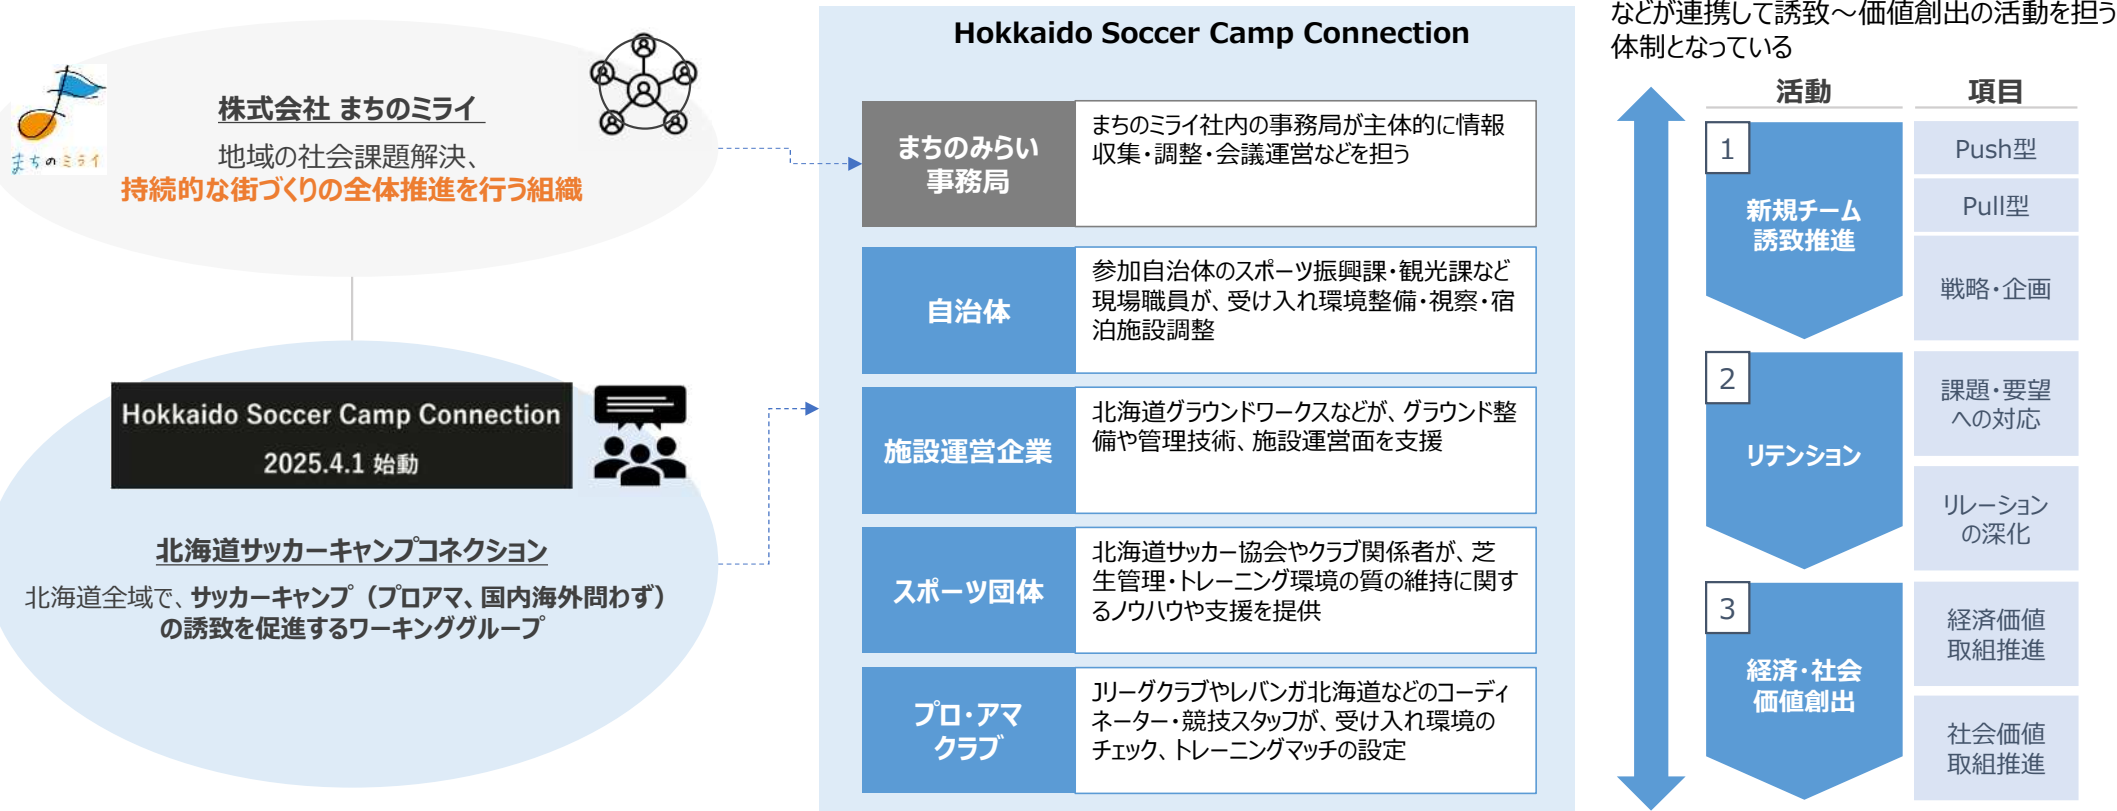 まちのミライ
株式会社 まちのミライ
地域の社会課題解決、
持続的な街づくりの全体推進を行う組織
Hokkaido Soccer Camp Connection
2025.4.1 始動
北海道サッカーキャンプコネクション
北海道全域で、サッカーキャンプ（プロアマ、国内海外問わず）
の誘致を促進するワーキンググループ
Hokkaido Soccer Camp Connection
まちのみらい
事務局
まちのミライ社内の事務局が主体的に情報
収集・調整・会議運営などを担う
自治体
参加自治体のスポーツ振興課・観光課など
現場職員が、受け入れ環境整備・視察・宿
泊施設調整
施設運営企業
北海道グラウンドワークスなどが、グラウンド整
備や管理技術、施設運営面を支援
スポーツ団体
北海道サッカー協会やクラブ関係者が、芝
生管理・トレーニング環境の質の維持に関す
るノウハウや支援を提供
プロ・アマ
クラブ
Jリーグクラブやレバンガ北海道などのコーディ
ネーター・競技スタッフが、受け入れ環境の
チェック、トレーニングマッチの設定
などが連携して誘致～価値創出の活動を担う
体制となっている
活動
項目
1
新規チーム
誘致推進
Push型
Pull型
戦略・企画
2
リテンション
課題・要望
への対応
リレーション
の深化
3
経済・社会
価値創出
経済価値
取組推進
社会価値
取組推進